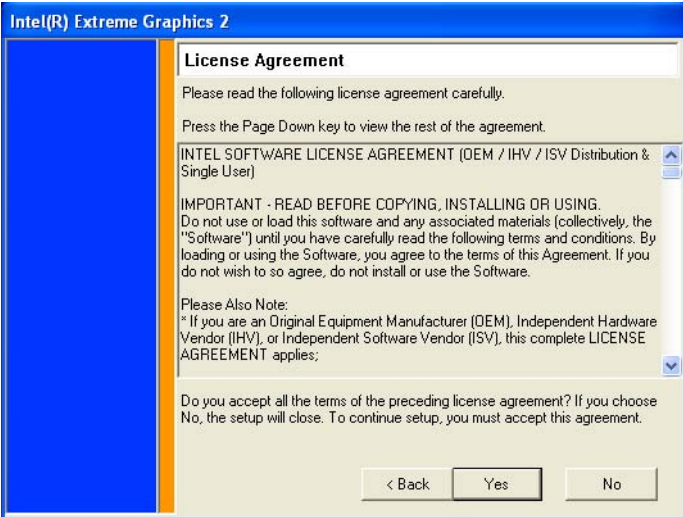 Intel(R) Extreme Graphics 2
License Agreement
Please read the following license agreement carefully.
Press the Page Down key to view the rest of the agreement.
INTEL SOFTWARE LICENSE AGREEMENT (OEM / IHV / ISV Distribution &
Single User)
IMPORTANT - READ BEFORE COPYING, INSTALLING OR USING.
Do not use or load this software and any associated materials (collectively, the
"Software") until you have carefully read the following terms and conditions. By
loading or using the Software, you agree to the terms of this Agreement. If you
do not wish to so agree, do not install or use the Software.
Please Also Note:
* If you are an Original Equipment Manufacturer (OEM), Independent Hardware
Vendor (IHV), or Independent Software Vendor (ISV), this complete LICENSE
AGREEMENT applies;
Do you accept all the terms of the preceding license agreement? If you choose
No, the setup will close. To continue setup, you must accept this agreement.
< Back Yes No